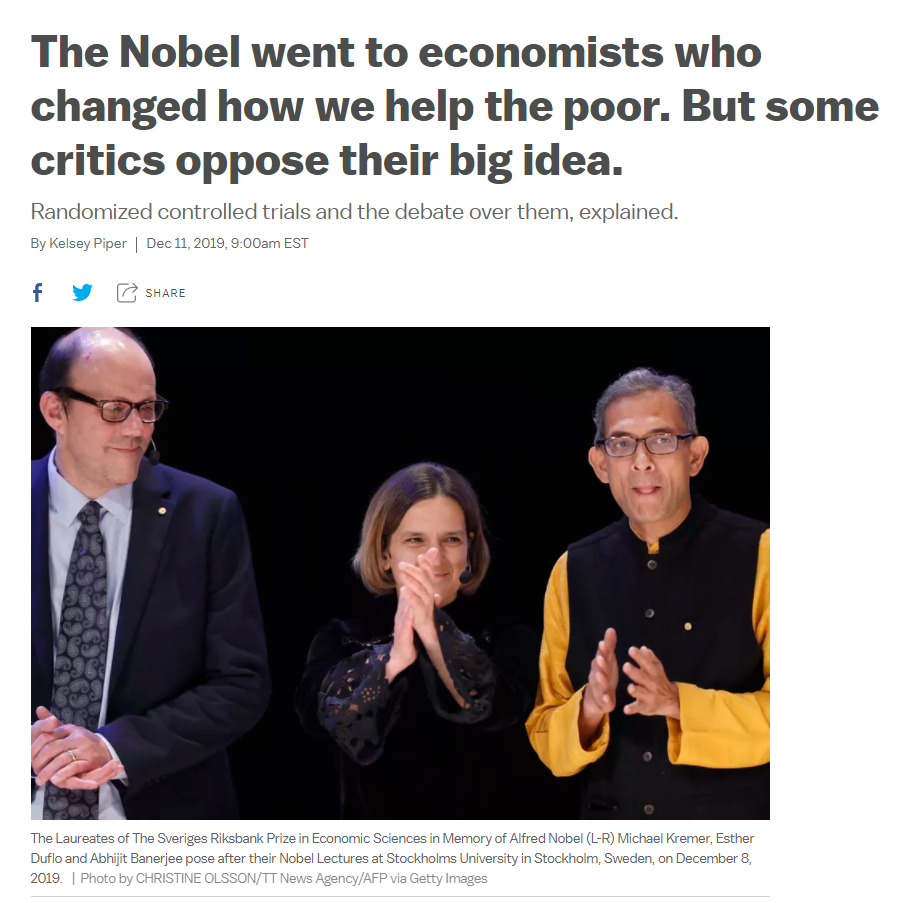 The Nobel went to economists who
changed how we help the poor. But some
critics oppose their big idea.
Randomized controlled trials and the debate over them, explained.
By Kelsey Piper | Dec 11, 2019, 9:00am EST
SHARE
The Laureates of The Sveriges Riksbank Prize in Economic Sciences in Memory of Alfred Nobel (L-R) Michael Kremer, Esther
Duflo and Abhijit Banerjee pose after their Nobel Lectures at Stockholms University in Stockholm, Sweden, on December 8,
2019. | Photo by CHRISTINE OLSSON/TT News Agency/AFP via Getty Images